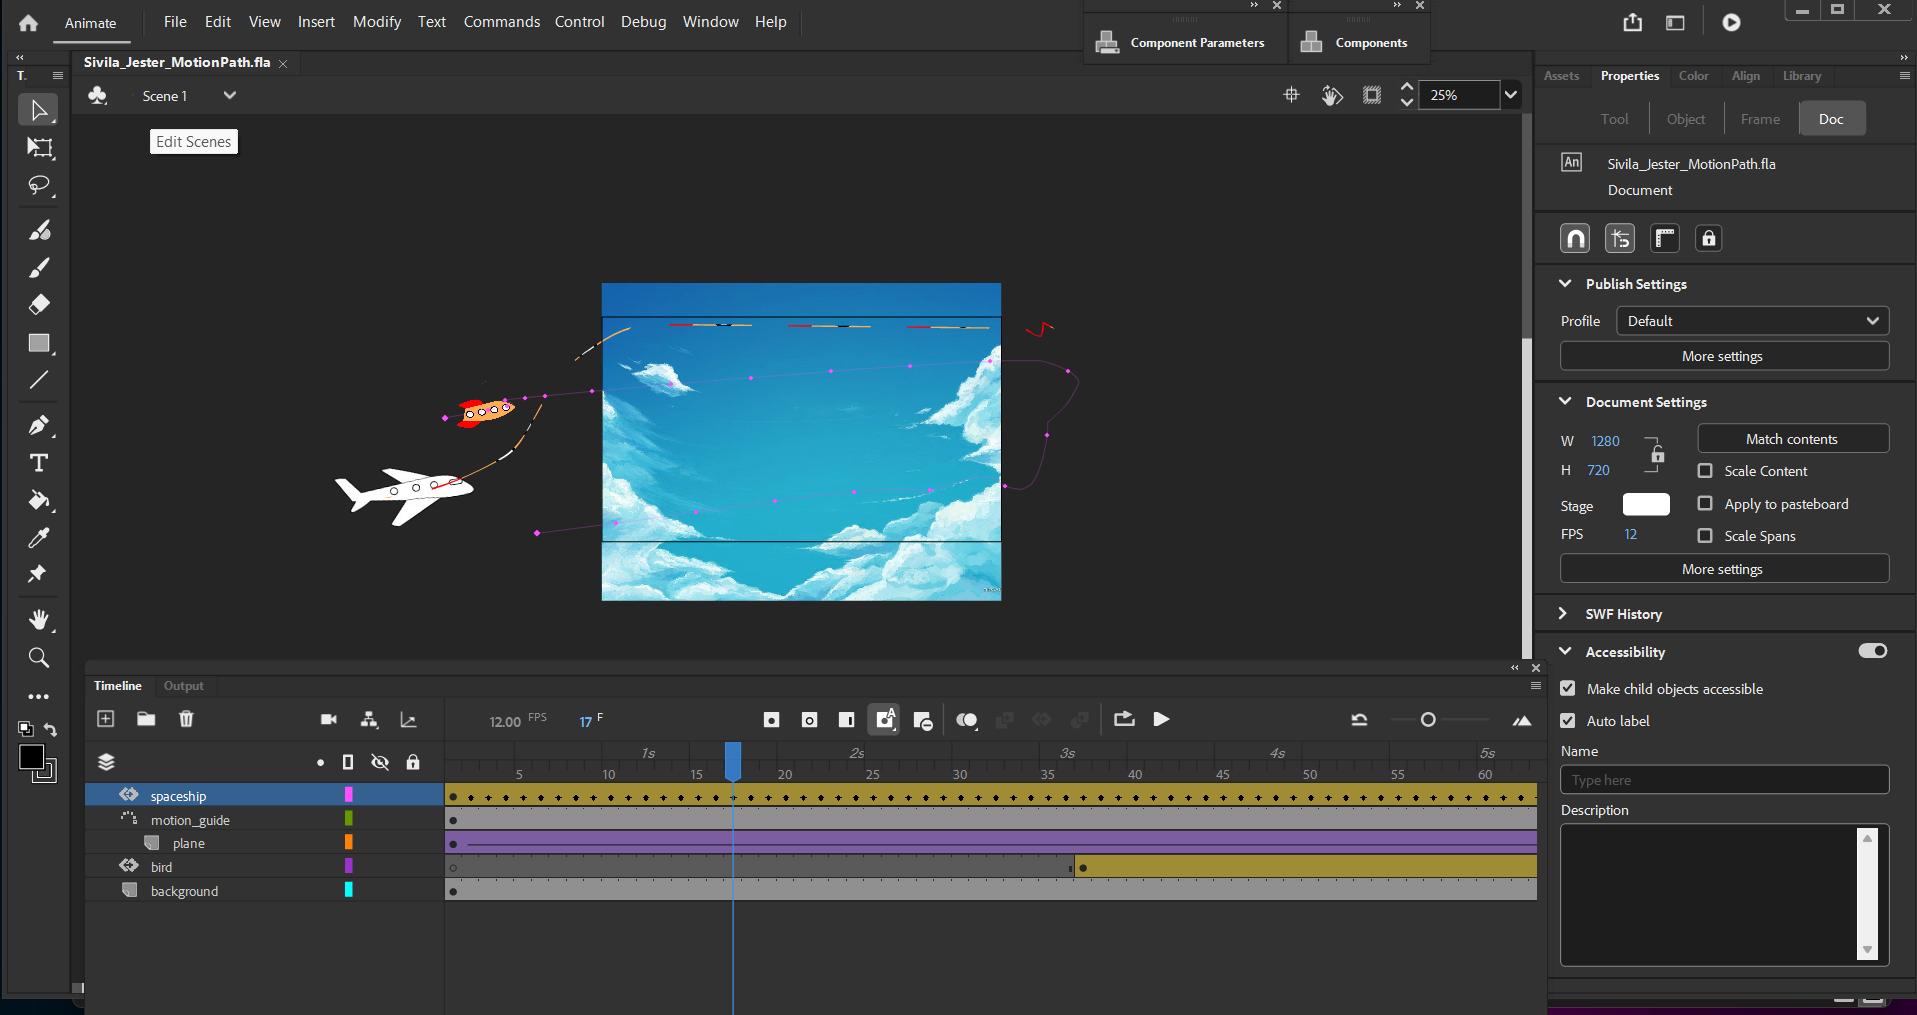 Animate
File Edit View Insert Modify Text Commands Control Debug Window Help
Component Parameters
Components
Sivila_Jester_MotionPath.fla
Scene 1
25%
Edit Scenes
T.
Assets Properties Color Align Library
Tool Object Frame Doc
An
Sivila_Jester_MotionPath.fla
Document
Publish Settings
Profile Default
More settings
Document Settings
W 1280
Match contents
H 720
Scale Content
Stage
Apply to pasteboard
FPS 12
Scale Spans
More settings
SWF History
Accessibility
Make child objects accessible
Auto label
Name
Type here
Description
Timeline Output
12.00 FPS 17 F
1s 2s 3s 4s 5s
5 10 15 20 25 30 35 40 45 50 55 60
spaceship
motion_guide
plane
bird
background